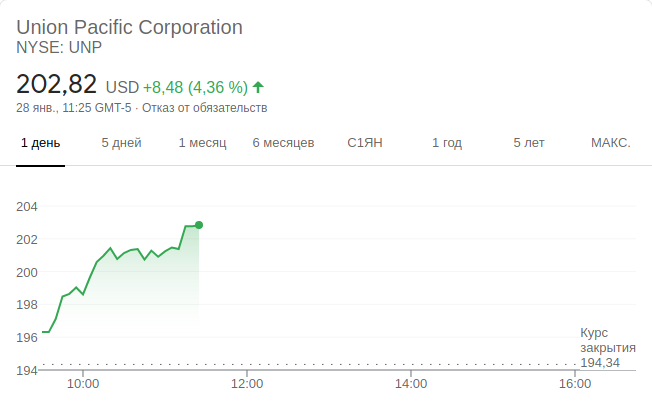 Union Pacific Corporation
NYSE: UNP
202,82 USD +8,48 (4,36 %)
28 янв., 11:25 GMT-5 · Отказ от обязательств
1 день 5 дней 1 месяц 6 месяцев С1ЯН 1 год 5 лет МАКС.
204
202
200
198
196
Курс
закрытия
194,34
194
10:00 12:00 14:00 16:00